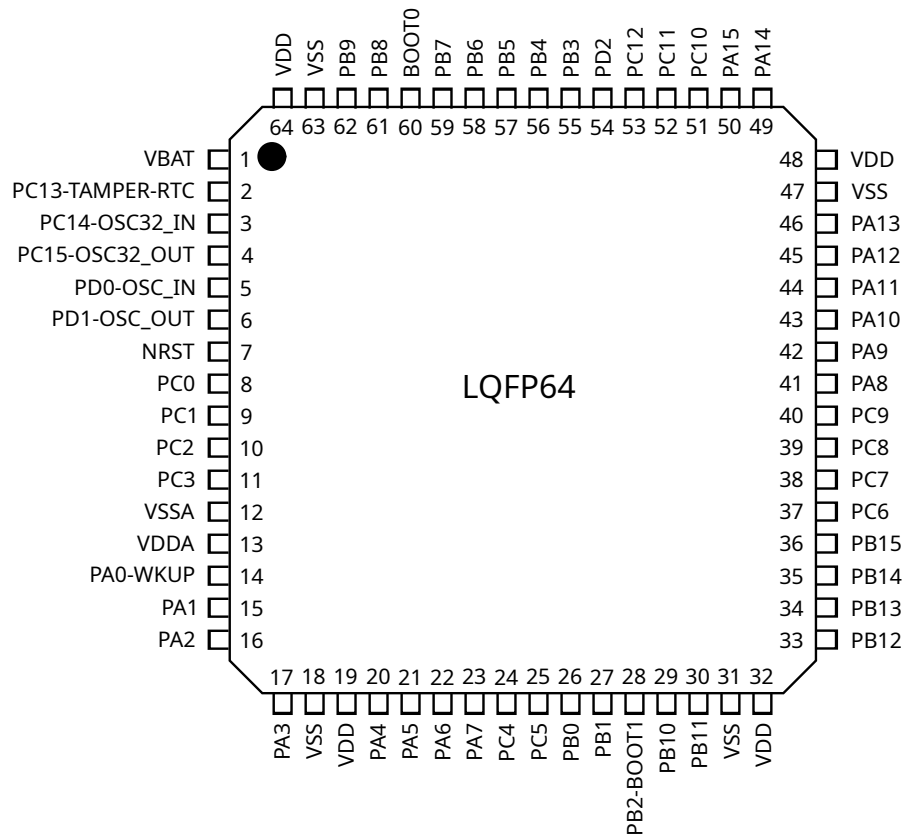 VDD
VSS
PB9
PB8
BOOT0
PB7
PB6
PB5
PB4
PB3
PD2
PC12
PC11
PC10
PA15
PA14
64 63 62 61 60 59 58 57 56 55 54 53 52 51 50 49
VBAT 1 48 VDD
PC13-TAMPER-RTC 2 47 VSS
PC14-OSC32_IN 3 46 PA13
PC15-OSC32_OUT 4 45 PA12
PD0-OSC_IN 5 44 PA11
PD1-OSC_OUT 6 43 PA10
NRST 7 42 PA9
PC0 8 41 PA8
LQFP64
PC1 9 40 PC9
PC2 10 39 PC8
PC3 11 38 PC7
VSSA 12 37 PC6
VDDA 13 36 PB15
PA0-WKUP 14 35 PB14
PA1 15 34 PB13
PA2 16 33 PB12
17 18 19 20 21 22 23 24 25 26 27 28 29 30 31 32
PA3
VSS
VDD
PA4
PA5
PA6
PA7
PC4
PC5
PB0
PB1
PB2-BOOT1
PB10
PB11
VSS
VDD